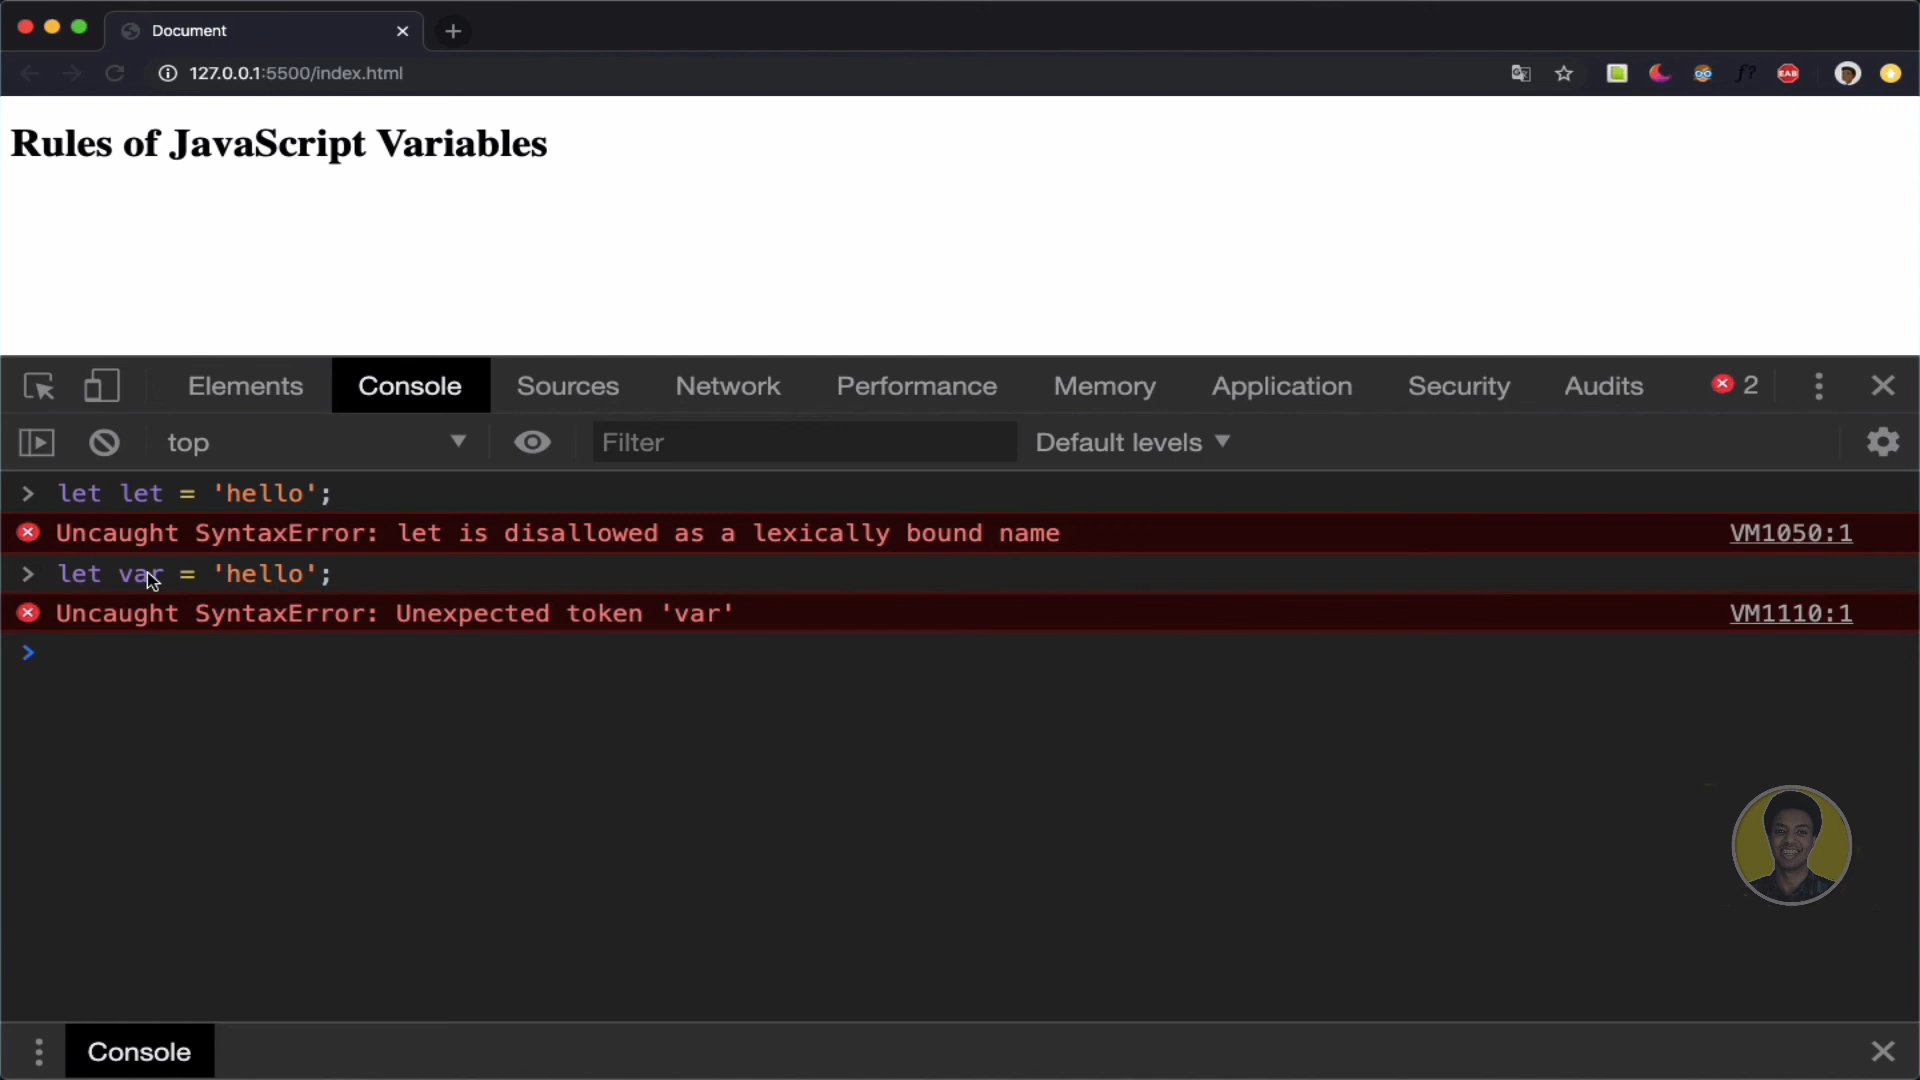 Document
127.0.0.1:5500/index.html
f?
EAB
Rules of JavaScript Variables
Elements Console Sources Network Performance Memory Application Security Audits 2
top Filter Default levels
> let let = 'hello';
Uncaught SyntaxError: let is disallowed as a lexically bound name VM1050:1
> let var = 'hello';
Uncaught SyntaxError: Unexpected token 'var' VM1110:1
>
Console